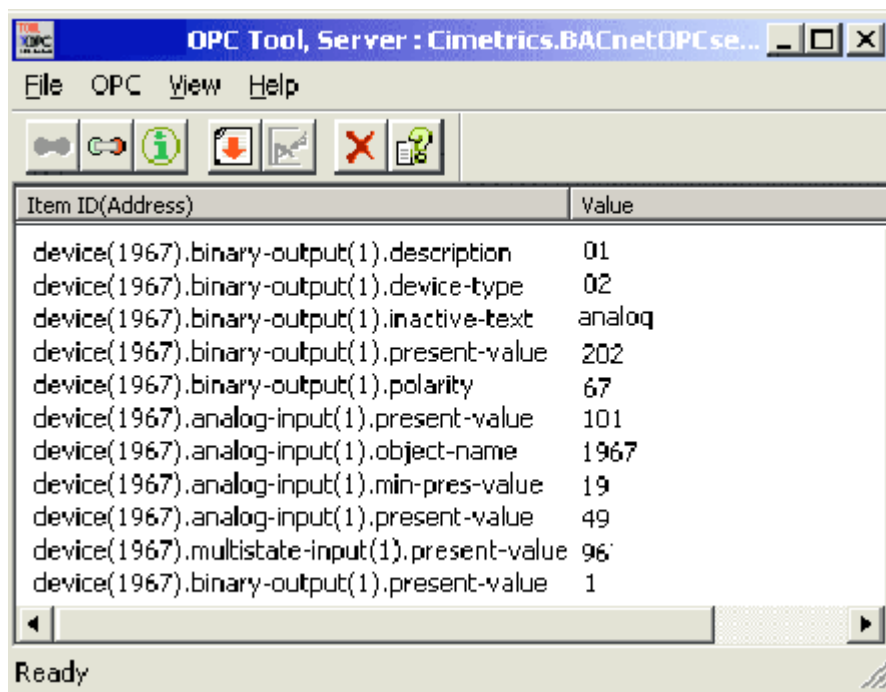 OPC Tool, Server : Cimetrics.BACnetOPCse...
File OPC View Help
Item ID(Address) Value
device(1967).binary-output(1).description 01
device(1967).binary-output(1).device-type 02
device(1967).binary-output(1).inactive-text analog
device(1967).binary-output(1).present-value 202
device(1967).binary-output(1).polarity 67
device(1967).analog-input(1).present-value 101
device(1967).analog-input(1).object-name 1967
device(1967).analog-input(1).min-pres-value 19
device(1967).analog-input(1).present-value 49
device(1967).multistate-input(1).present-value 96
device(1967).binary-output(1).present-value 1
Ready